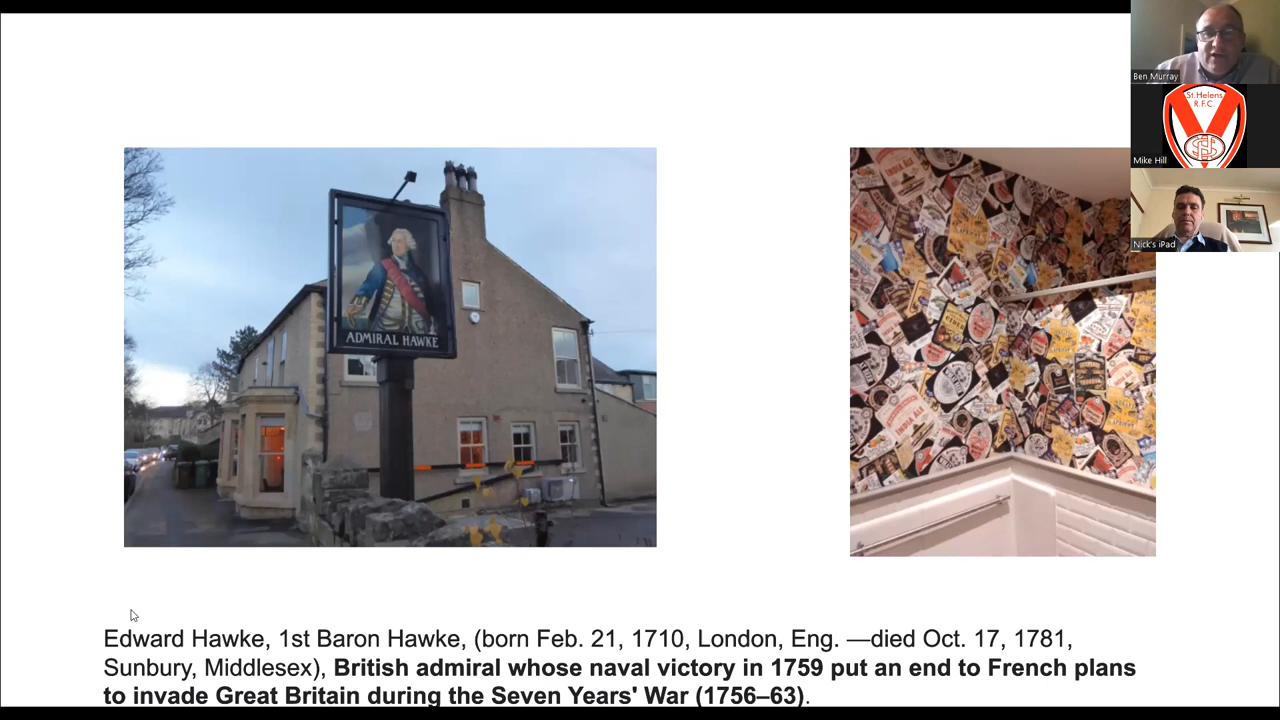 Ben Murray
St. Helens
R.F.C.
Mike Hill
Nick's iPad
ADMIRAL HAWKE
Edward Hawke, 1st Baron Hawke, (born Feb. 21, 1710, London, Eng. —died Oct. 17, 1781,
Sunbury, Middlesex), British admiral whose naval victory in 1759 put an end to French plans
to invade Great Britain during the Seven Years' War (1756–63).